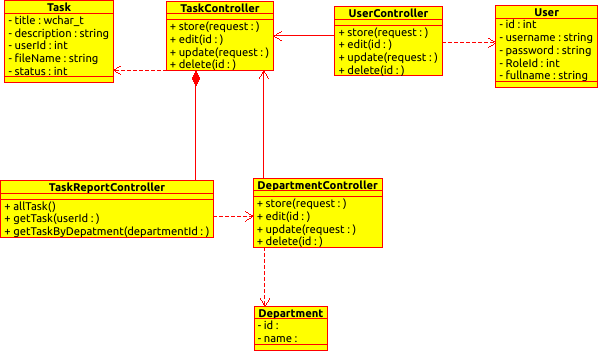 Task
- title : wchar_t
- description : string
- userId : int
- fileName : string
- status : int
TaskController
+ store(request : )
+ edit(id : )
+ update(request : )
+ delete(id : )
UserController
+ store(request : )
+ edit(id : )
+ update(request : )
+ delete(id : )
User
- id : int
- username : string
- password : string
- RoleId : int
- fullname : string
TaskReportController
+ allTask()
+ getTask(userId : )
+ getTaskByDepatment(departmentId : )
DepartmentController
+ store(request : )
+ edit(id : )
+ update(request : )
+ delete(id : )
Department
- id :
- name :